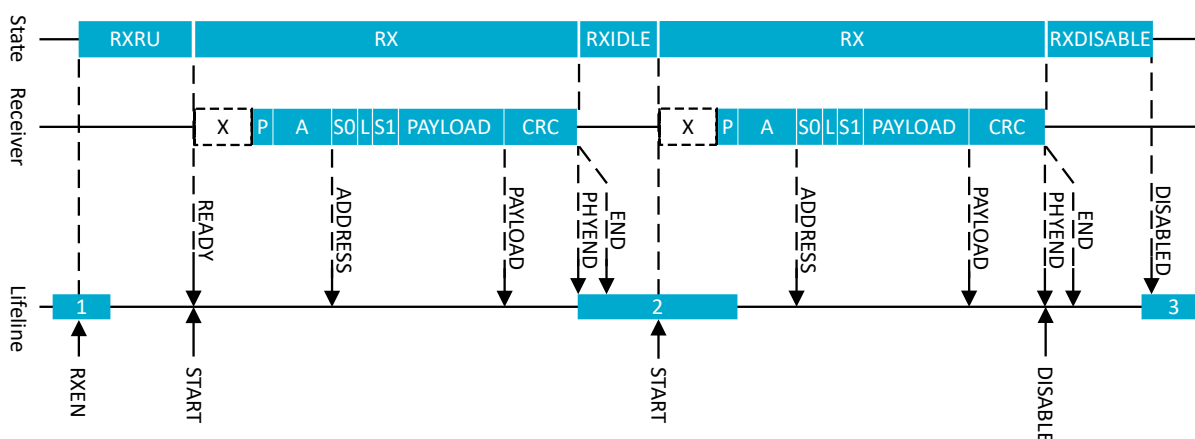 State
RXRU
RX
RXIDLE
RX
RXDISABLE
Receiver
X
P
A
S0
L
S1
PAYLOAD
CRC
X
P
A
S0
L
S1
PAYLOAD
CRC
READY
ADDRESS
PAYLOAD
PHYEND
END
ADDRESS
PAYLOAD
PHYEND
END
DISABLED
Lifeline
1
2
3
RXEN
START
START
DISABLE